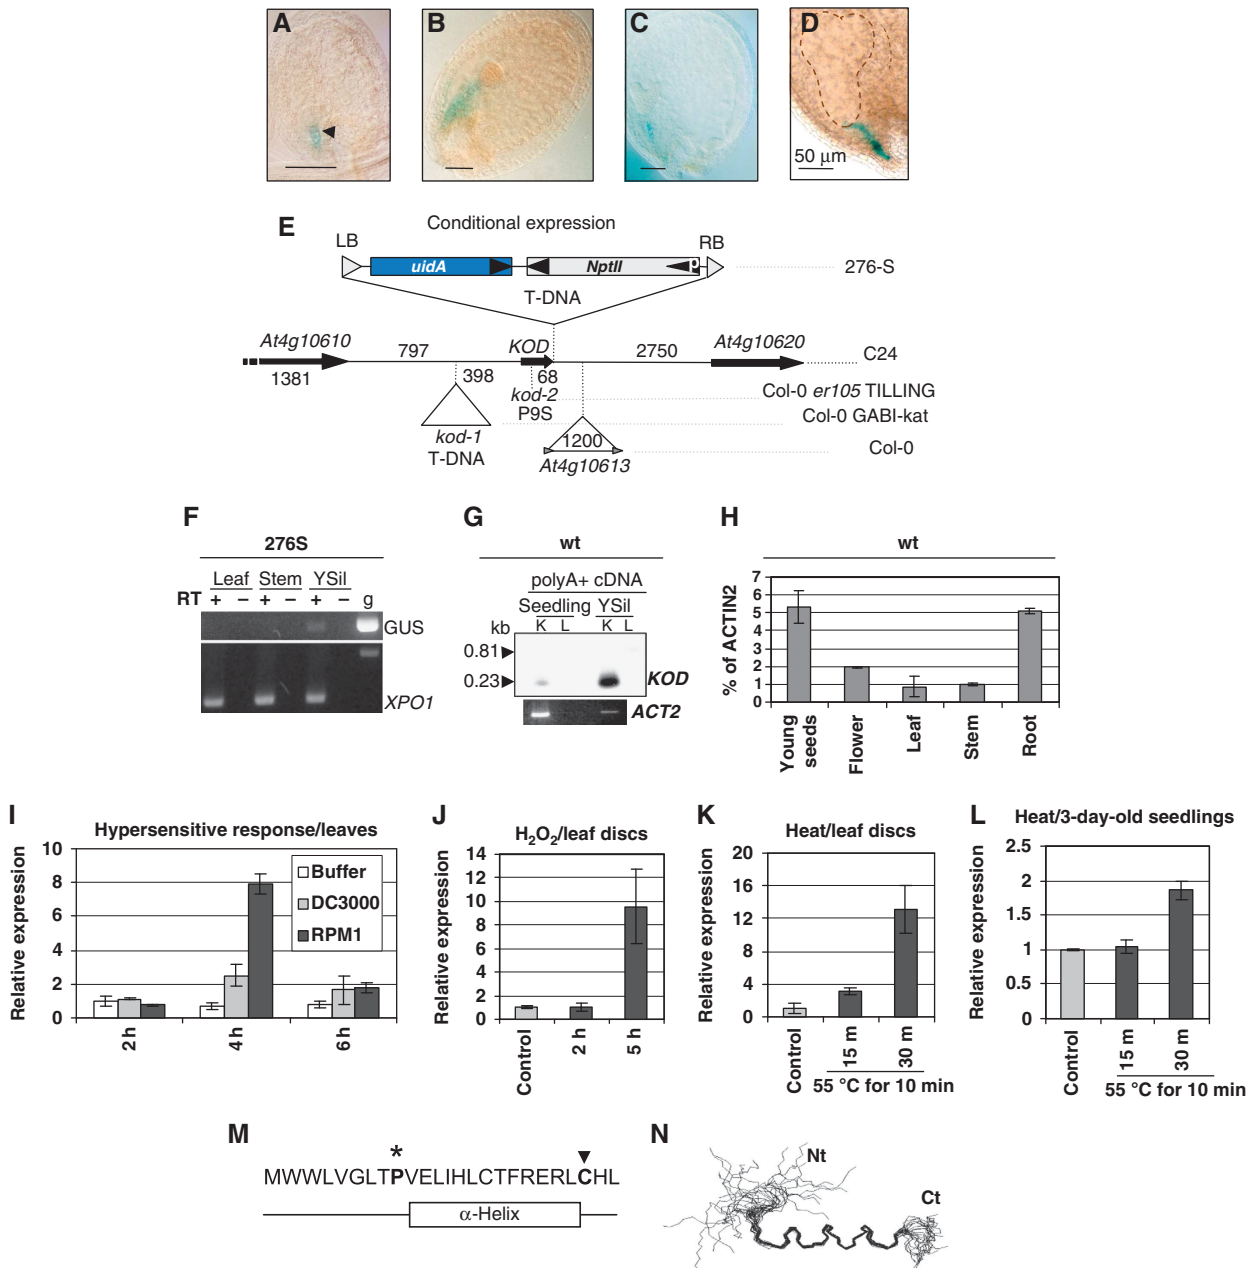 A B C D
50 µm
E
Conditional expression
LB RB
uidA NptII 276-S
T-DNA
At4g10610 797 KOD 2750 At4g10620 C24
1381 398 68
kod-2 Col-0 er105 TILLING
P9S Col-0 GABI-kat
kod-1 1200 Col-0
T-DNA At4g10613
F
276S
Leaf Stem YSil
RT + − + − + − g
GUS
XPO1
G
wt
polyA+ cDNA
Seedling YSil
kb K L K L
0.81
0.23 KOD
ACT2
H
wt
% of ACTIN2
7
6
5
4
3
2
1
0
Young seeds Flower Leaf Stem Root
I
Hypersensitive response/leaves
Relative expression
10
8
6
4
2
0
Buffer
DC3000
RPM1
2 h 4 h 6 h
J
H2O2/leaf discs
Relative expression
14
12
10
8
6
4
2
0
Control 2 h 5 h
K
Heat/leaf discs
Relative expression
20
16
12
8
4
0
Control 15 m 30 m
55 °C for 10 min
L
Heat/3-day-old seedlings
Relative expression
2.5
2
1.5
1
0.5
0
Control 15 m 30 m
55 °C for 10 min
M
*
MWWLVGLTPVELIHLCTFRERLCHL
α-Helix
N
Nt
Ct